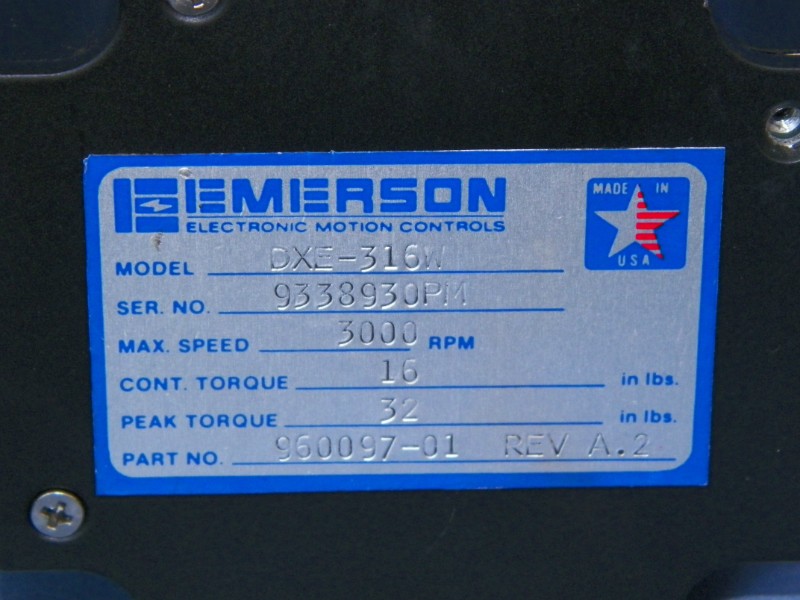 EMERSON
ELECTRONIC MOTION CONTROLS
MADE IN
USA
MODEL DXE-316W
SER. NO. 9338930PM
MAX. SPEED 3000 RPM
CONT. TORQUE 16 in lbs.
PEAK TORQUE 32 in lbs.
PART NO. 960097-01 REV A.2